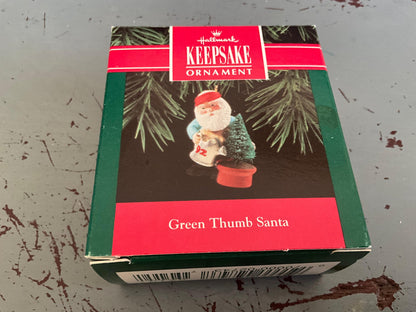 Hallmark
KEEPSAKE
ORNAMENT
Green Thumb Santa